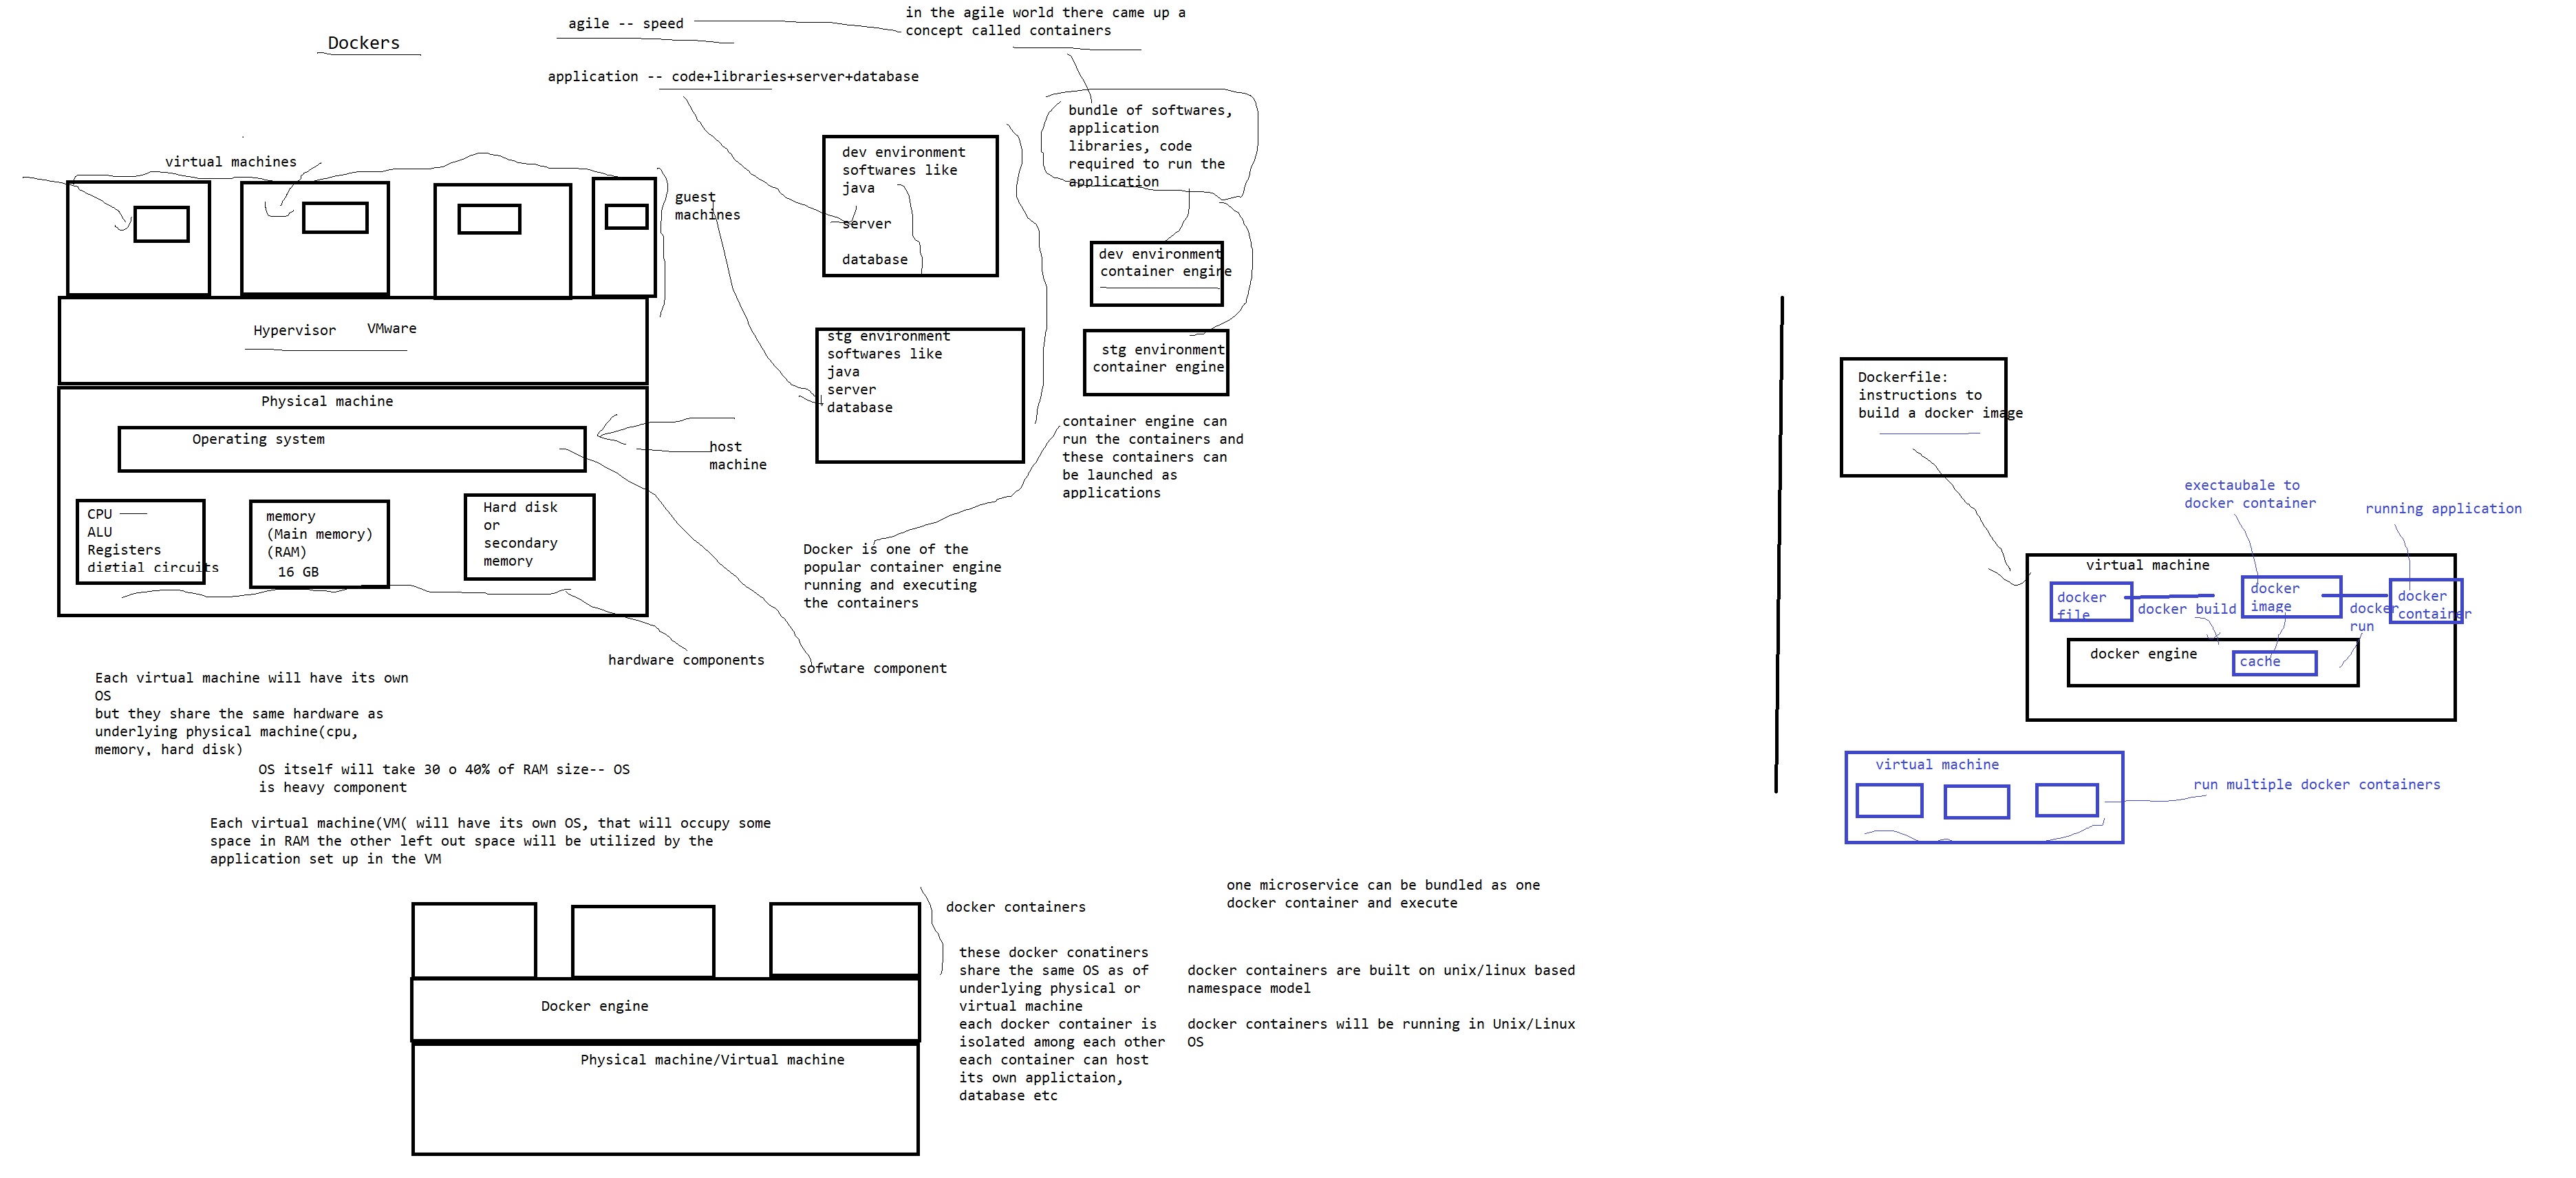 Dockers
agile -- speed
in the agile world there came up a
concept called containers
application -- code+libraries+server+database
bundle of softwares,
application
libraries, code
required to run the
application
virtual machines
guest
machines
dev environment
softwares like
java
server
database
dev environment
container engine
Hypervisor
VMware
stg environment
softwares like
java
server
database
stg environment
container engine
Physical machine
Operating system
host
machine
container engine can
run the containers and
these containers can
be launched as
applications
CPU
ALU
Registers
digtial circuits
memory
(Main memory)
(RAM)
16 GB
Hard disk
or
secondary
memory
Docker is one of the
popular container engine
running and executing
the containers
hardware components
sofwtare component
Each virtual machine will have its own
OS
but they share the same hardware as
underlying physical machine(cpu,
memory, hard disk)
OS itself will take 30 o 40% of RAM size-- OS
is heavy component
Each virtual machine(VM( will have its own OS, that will occupy some
space in RAM the other left out space will be utilized by the
application set up in the VM
docker containers
one microservice can be bundled as one
docker container and execute
these docker conatiners
share the same OS as of
underlying physical or
virtual machine
each docker container is
isolated among each other
each container can host
its own applictaion,
database etc
docker containers are built on unix/linux based
namespace model
docker containers will be running in Unix/Linux
OS
Docker engine
Physical machine/Virtual machine
Dockerfile:
instructions to
build a docker image
exectaubale to
docker container
running application
virtual machine
docker
file
docker build
docker
image
docker
run
docker
container
docker engine
cache
virtual machine
run multiple docker containers